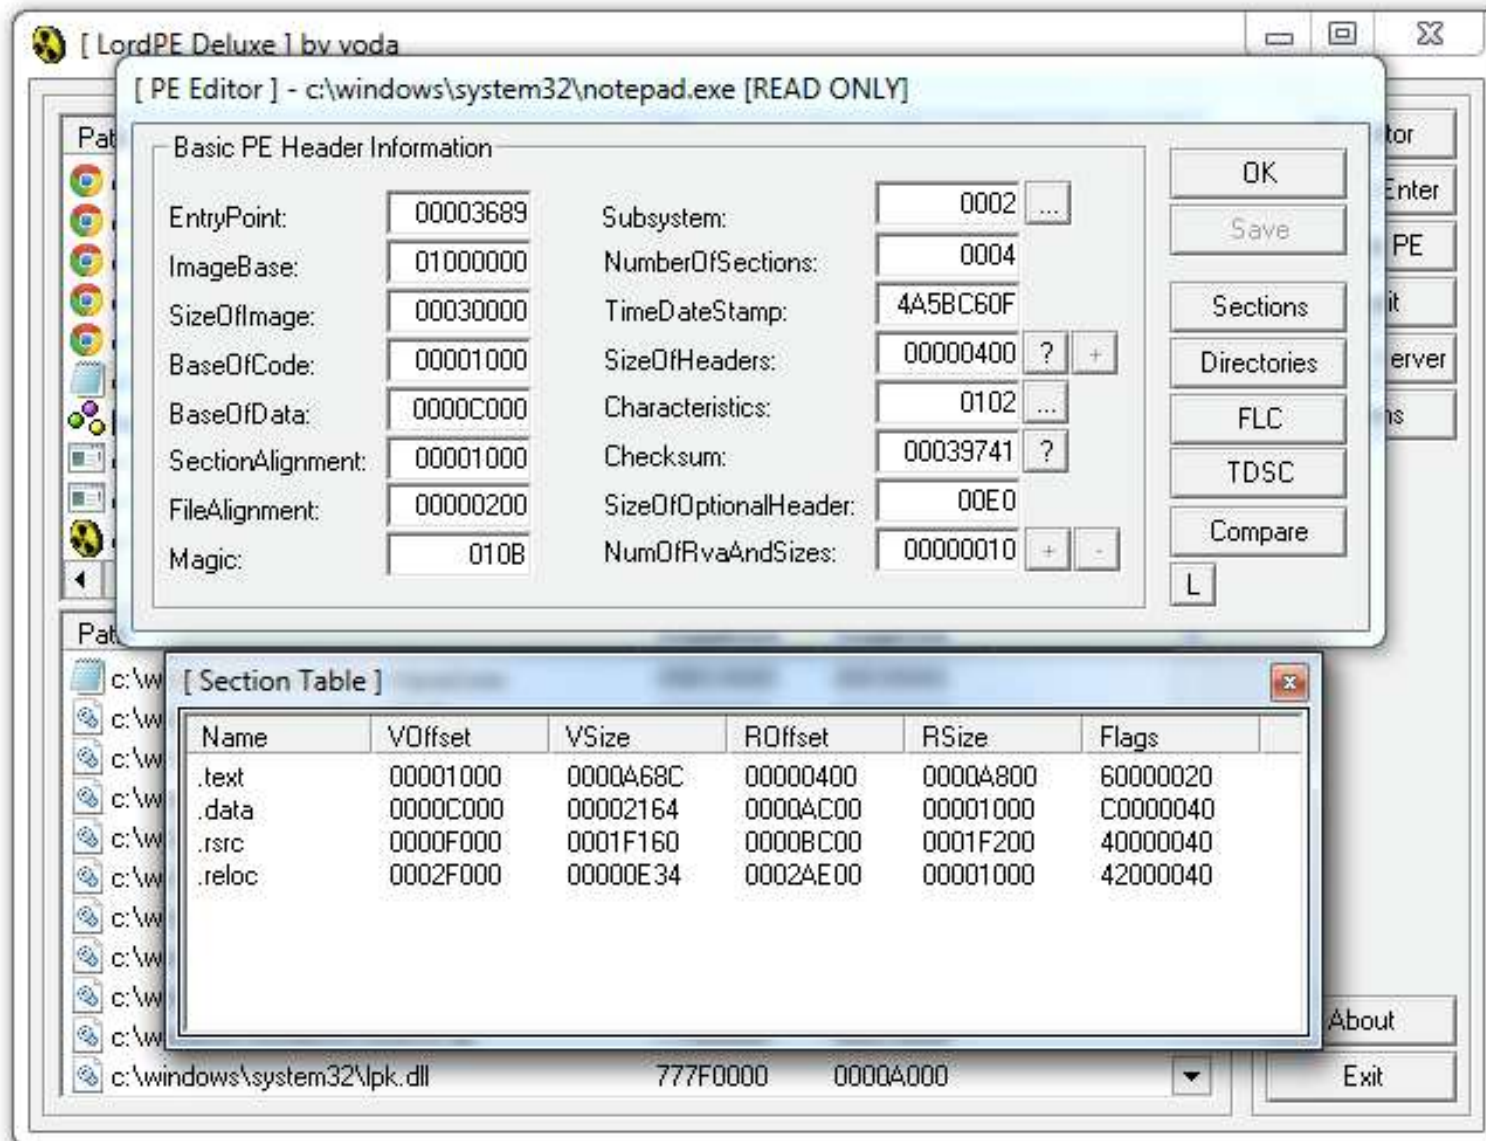 [ LordPE Deluxe ] by yoda
[ PE Editor ] - c:\windows\system32\notepad.exe [READ ONLY]
Basic PE Header Information
EntryPoint: 00003689 Subsystem: 0002 ...
ImageBase: 01000000 NumberOfSections: 0004
SizeOfImage: 00030000 TimeDateStamp: 4A5BC60F
BaseOfCode: 00001000 SizeOfHeaders: 00000400 ? +
BaseOfData: 0000C000 Characteristics: 0102 ...
SectionAlignment: 00001000 Checksum: 00039741 ?
FileAlignment: 00000200 SizeOfOptionalHeader: 00E0
Magic: 010B NumOfRvaAndSizes: 00000010 + -
OK
Save
Sections
Directories
FLC
TDSC
Compare
L
Enter
PE
[ Section Table ]
Name VOffset VSize ROffset RSize Flags
.text 00001000 0000A68C 00000400 0000A800 60000020
.data 0000C000 00002164 0000AC00 00001000 C0000040
.rsrc 0000F000 0001F160 0000BC00 0001F200 40000040
.reloc 0002F000 00000E34 0002AE00 00001000 42000040
c:\windows\system32\lpk.dll 777F0000 0000A000
About
Exit